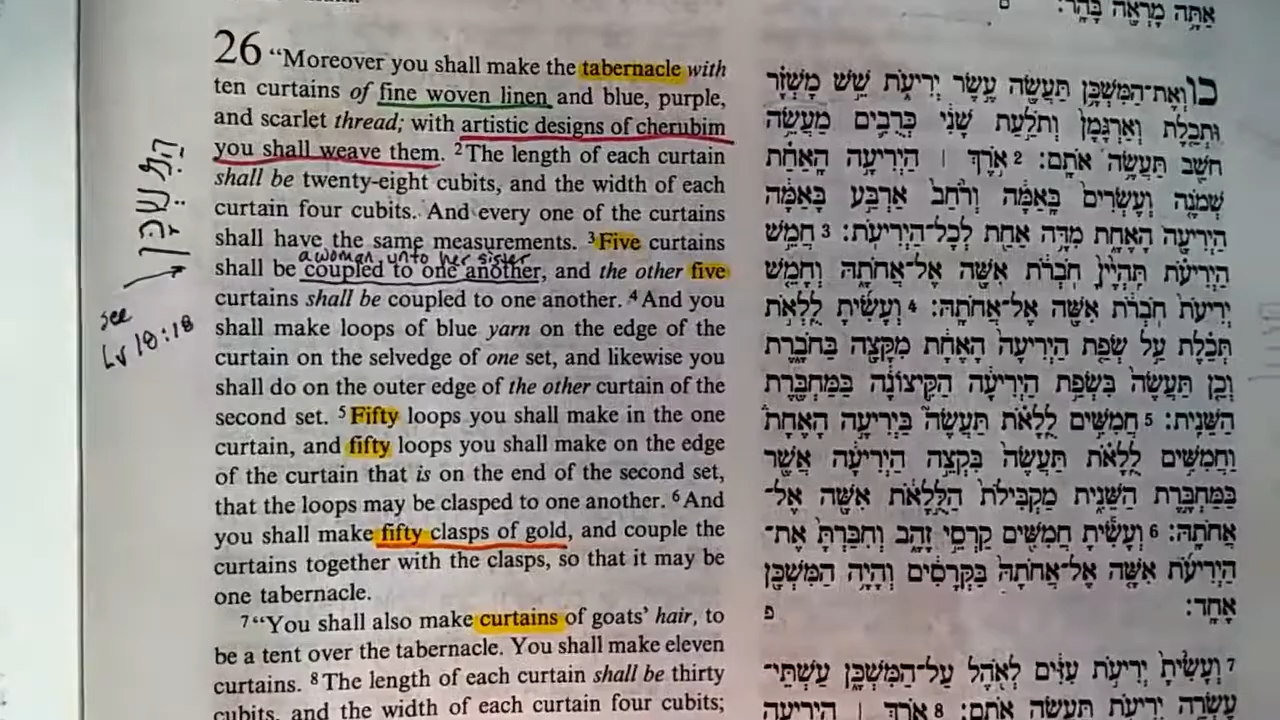 אַתָּה מָרְאֶה בָּהָר׃ ס
26 “Moreover you shall make the tabernacle with
ten curtains of fine woven linen and blue, purple,
and scarlet thread; with artistic designs of cherubim
you shall weave them. 2 The length of each curtain
shall be twenty-eight cubits, and the width of each
curtain four cubits. And every one of the curtains
shall have the same measurements. 3 Five curtains
a woman unto her sister
shall be coupled to one another, and the other five
curtains shall be coupled to one another. 4 And you
shall make loops of blue yarn on the edge of the
curtain on the selvedge of one set, and likewise you
shall do on the outer edge of the other curtain of the
second set. 5 Fifty loops you shall make in the one
curtain, and fifty loops you shall make on the edge
of the curtain that is on the end of the second set,
that the loops may be clasped to one another. 6 And
you shall make fifty clasps of gold, and couple the
curtains together with the clasps, so that it may be
one tabernacle.
7 “You shall also make curtains of goats’ hair, to
be a tent over the tabernacle. You shall make eleven
curtains. 8 The length of each curtain shall be thirty
cubits, and the width of each curtain four cubits;
הַמִּשְׁכָּן
see
Lv 18:18
כו וְאֶת־הַמִּשְׁכָּ֥ן תַּעֲשֶׂ֖ה עֶ֣שֶׂר יְרִיעֹ֑ת שֵׁ֣שׁ מָשְׁזָ֗ר
וּתְכֵ֤לֶת וְאַרְגָּמָן֙ וְתֹלַ֣עַת שָׁנִ֔י כְּרֻבִ֛ים מַעֲשֵׂ֥ה
חֹשֵׁ֖ב תַּעֲשֶׂ֥ה אֹתָֽם׃ 2 אֹ֣רֶךְ ׀ הַיְרִיעָ֣ה הָֽאַחַ֗ת
שְׁמֹנֶ֤ה וְעֶשְׂרִים֙ בָּֽאַמָּ֔ה וְרֹ֙חַב֙ אַרְבַּ֣ע בָּאַמָּ֔ה
הַיְרִיעָ֖ה הָאֶחָ֑ת מִדָּ֥ה אַחַ֖ת לְכָל־הַיְרִיעֹֽת׃ 3 חֲמֵ֣שׁ
הַיְרִיעֹ֗ת תִּֽהְיֶ֙יןָ֙ חֹֽבְרֹ֔ת אִשָּׁ֖ה אֶל־אֲחֹתָ֑הּ וְחָמֵ֤שׁ
יְרִיעֹת֙ חֹֽבְרֹ֔ת אִשָּׁ֖ה אֶל־אֲחֹתָֽהּ׃ 4 וְעָשִׂ֜יתָ לֻֽלְאֹ֣ת
תְּכֵ֗לֶת עַ֣ל שְׂפַ֤ת הַיְרִיעָה֙ הָאֶחָ֔ת מִקָּצָ֖ה בַּחֹבָ֑רֶת
וְכֵ֤ן תַּעֲשֶׂה֙ בִּשְׂפַ֣ת הַיְרִיעָ֔ה הַקִּ֣יצוֹנָ֔ה בַּמַּחְבֶּ֖רֶת
הַשֵּׁנִֽית׃ 5 חֲמִשִּׁ֣ים לֻֽלָאֹ֗ת תַּעֲשֶׂה֮ בַּיְרִיעָ֣ה הָאֶחָת֒
וַחֲמִשִּׁ֣ים לֻֽלָאֹ֗ת תַּעֲשֶׂה֙ בִּקְצֵ֣ה הַיְרִיעָ֔ה אֲשֶׁ֖ר
בַּמַּחְבֶּ֣רֶת הַשֵּׁנִ֑ית מַקְבִּילֹת֙ הַלֻּ֣לָאֹ֔ת אִשָּׁ֖ה אֶל־
אֲחֹתָֽהּ׃ 6 וְעָשִׂ֕יתָ חֲמִשִּׁ֖ים קַרְסֵ֣י זָהָ֑ב וְחִבַּרְתָּ֨ אֶת־
הַיְרִיעֹ֜ת אִשָּׁ֤ה אֶל־אֲחֹתָהּ֙ בַּקְּרָסִ֔ים וְהָיָ֥ה הַמִּשְׁכָּ֖ן
אֶחָֽד׃ פ
7 וְעָשִׂ֙יתָ֙ יְרִיעֹ֣ת עִזִּ֔ים לְאֹ֖הֶל עַל־הַמִּשְׁכָּ֑ן עַשְׁתֵּי־
עֶשְׂרֵ֥ה יְרִיעֹ֖ת תַּעֲשֶׂ֥ה אֹתָֽם׃ 8 אֹ֣רֶךְ ׀ הַיְרִיעָ֣ה